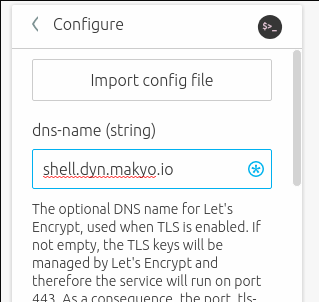 Configure
$>_
Import config file
dns-name (string)
shell.dyn.makyo.io
The optional DNS name for Let's
Encrypt, used when TLS is enabled. If
not empty, the TLS keys will be
managed by Let's Encrypt and
therefore the service will run on port
443. As a consequence, the port, tls-